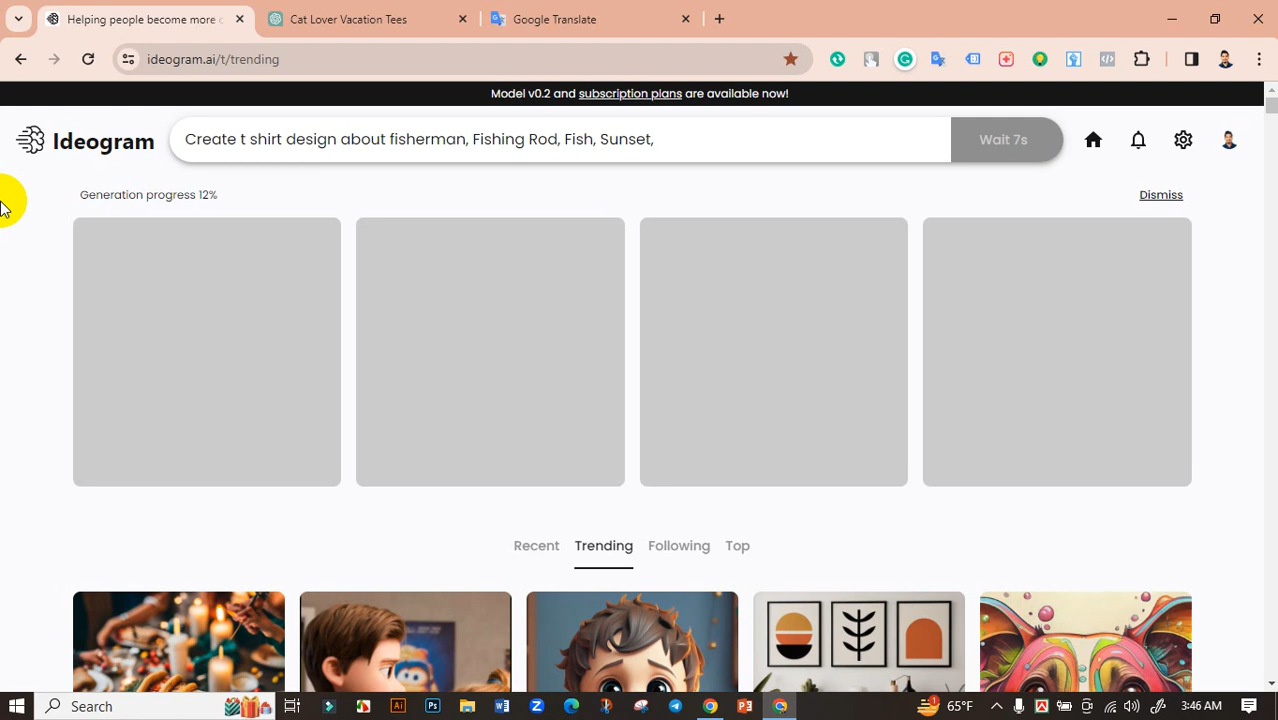 Helping people become more c
Cat Lover Vacation Tees
Google Translate
ideogram.ai/t/trending
Model v0.2 and subscription plans are available now!
Ideogram
Create t shirt design about fisherman, Fishing Rod, Fish, Sunset,
Wait 7s
Generation progress 12%
Dismiss
Recent
Trending
Following
Top
Search
65°F
3:46 AM